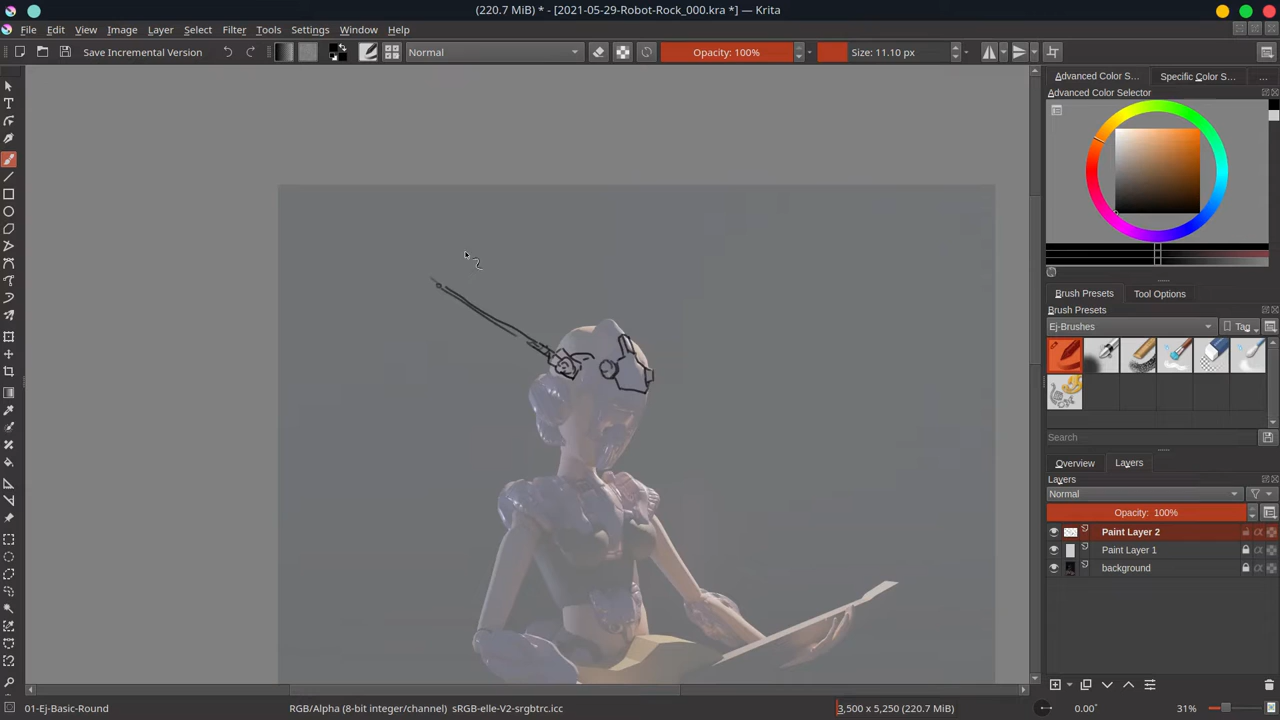 (220.7 MiB) * - [2021-05-29-Robot-Rock_000.kra *] — Krita
File Edit View Image Layer Select Filter Tools Settings Window Help
Save Incremental Version Normal Opacity: 100% Size: 11.10 px
Advanced Color S... Specific Color S... ...
Advanced Color Selector
Brush Presets Tool Options
Brush Presets
Ej-Brushes Tag
Search
Overview Layers
Layers
Normal
Opacity: 100%
Paint Layer 2
Paint Layer 1
background
01-Ej-Basic-Round RGB/Alpha (8-bit integer/channel) sRGB-elle-V2-srgbtrc.icc 3,500 x 5,250 (220.7 MiB) 0.00° 31%